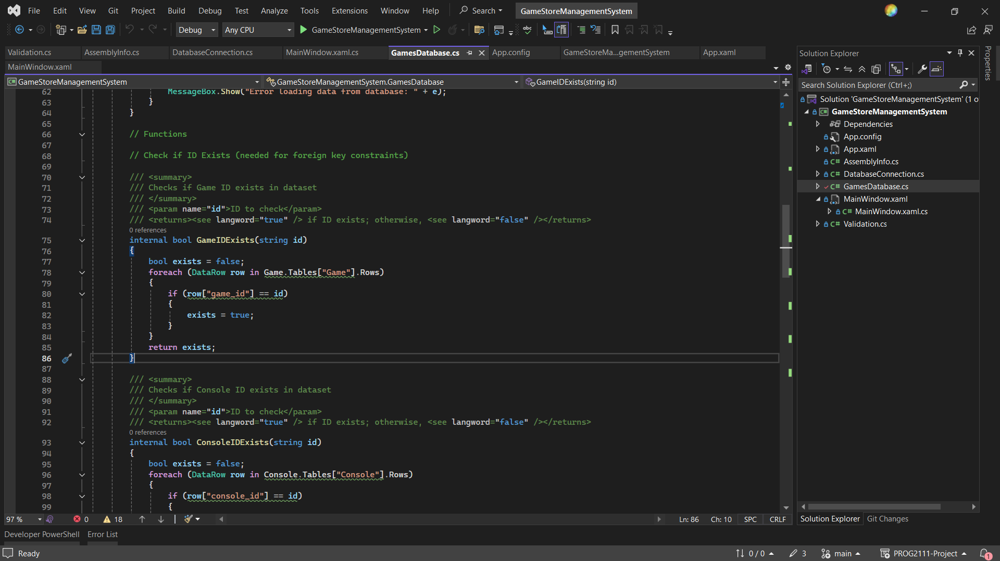 File Edit View Git Project Build Debug Test Analyze Tools Extensions Window Help Search GameStoreManagementSystem
Debug Any CPU GameStoreManagementSystem abc
Validation.cs AssemblyInfo.cs DatabaseConnection.cs MainWindow.xaml.cs GamesDatabase.cs App.config GameStoreMa...gementSystem App.xaml
MainWindow.xaml
C# GameStoreManagementSystem GameStoreManagementSystem.GamesDatabase GameIDExists(string id)
62 MessageBox.Show("Error loading data from database: " + e);
63 }
64 }
65
66 // Functions
67
68 // Check if ID Exists (needed for foreign key constraints)
69
70 /// <summary>
71 /// Checks if Game ID exists in dataset
72 /// </summary>
73 /// <param name="id">ID to check</param>
74 /// <returns><see langword="true" /> if ID exists; otherwise, <see langword="false" /></returns>
0 references
75 internal bool GameIDExists(string id)
76 {
77 bool exists = false;
78 foreach (DataRow row in Game.Tables["Game"].Rows)
79 {
80 if (row["game_id"] == id)
81 {
82 exists = true;
83 }
84 }
85 return exists;
86 }
87
88 /// <summary>
89 /// Checks if Console ID exists in dataset
90 /// </summary>
91 /// <param name="id">ID to check</param>
92 /// <returns><see langword="true" /> if ID exists; otherwise, <see langword="false" /></returns>
0 references
93 internal bool ConsoleIDExists(string id)
94 {
95 bool exists = false;
96 foreach (DataRow row in Console.Tables["Console"].Rows)
97 {
98 if (row["console_id"] == id)
99 {
97 % 0 18 Ln: 86 Ch: 10 SPC CRLF
Developer PowerShell Error List
Solution Explorer
Search Solution Explorer (Ctrl+;)
Solution 'GameStoreManagementSystem' (1 o
C# GameStoreManagementSystem
Dependencies
App.config
App.xaml
C# AssemblyInfo.cs
C# DatabaseConnection.cs
C# GamesDatabase.cs
MainWindow.xaml
C# MainWindow.xaml.cs
C# Validation.cs
Solution Explorer Git Changes
Properties
Ready 0 / 0 3 main PROG2111-Project 1